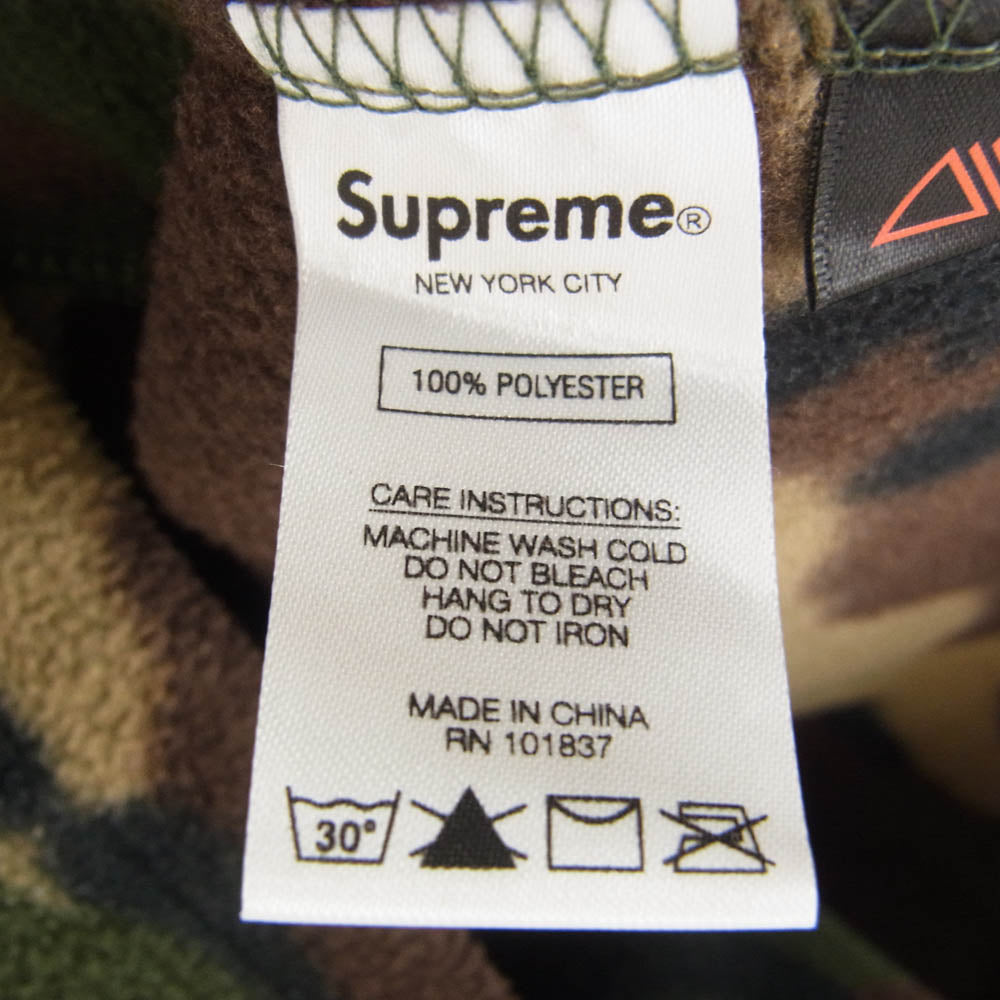 Supreme®
NEW YORK CITY
100% POLYESTER
CARE INSTRUCTIONS:
MACHINE WASH COLD
DO NOT BLEACH
HANG TO DRY
DO NOT IRON
MADE IN CHINA
RN 101837
30°